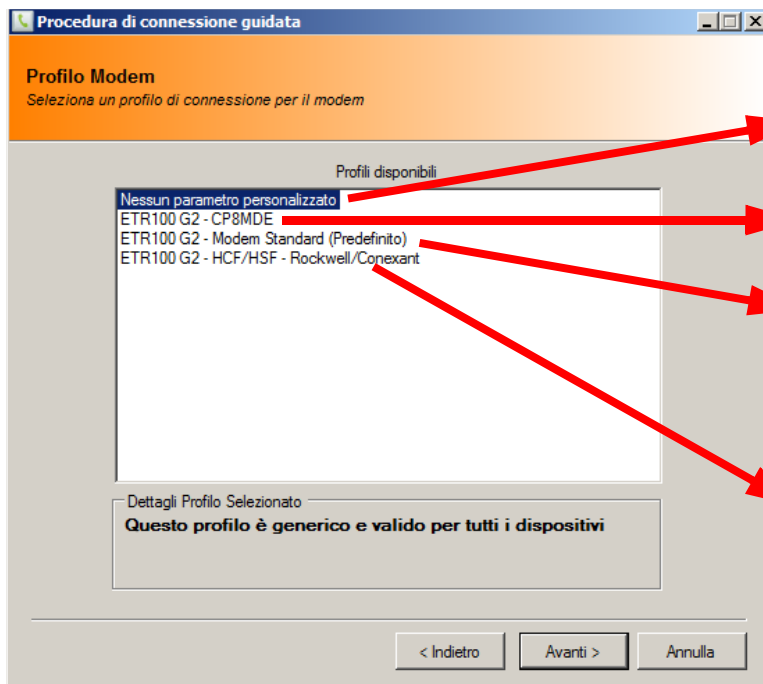 Procedura di connessione guidata
Profilo Modem
Seleziona un profilo di connessione per il modem
Profili disponibili
Nessun parametro personalizzato
ETR100 G2 - CP8MDE
ETR100 G2 - Modem Standard (Predefinito)
ETR100 G2 - HCF/HSF - Rockwell/Conexant
Dettagli Profilo Selezionato
Questo profilo è generico e valido per tutti i dispositivi
< Indietro
Avanti >
Annulla